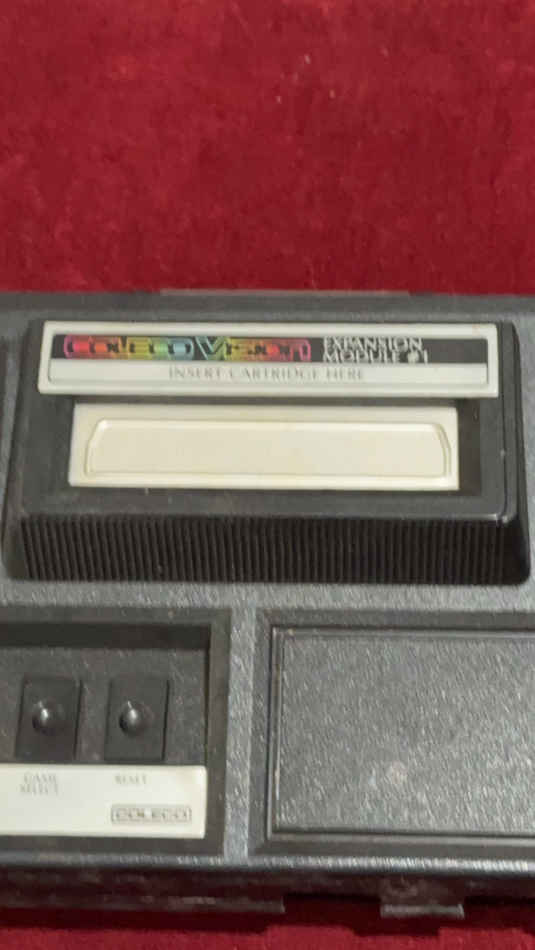 COLECOVISION EXPANSION
MODULE #1
INSERT CARTRIDGE HERE
GAME RESET
SELECT
COLECO